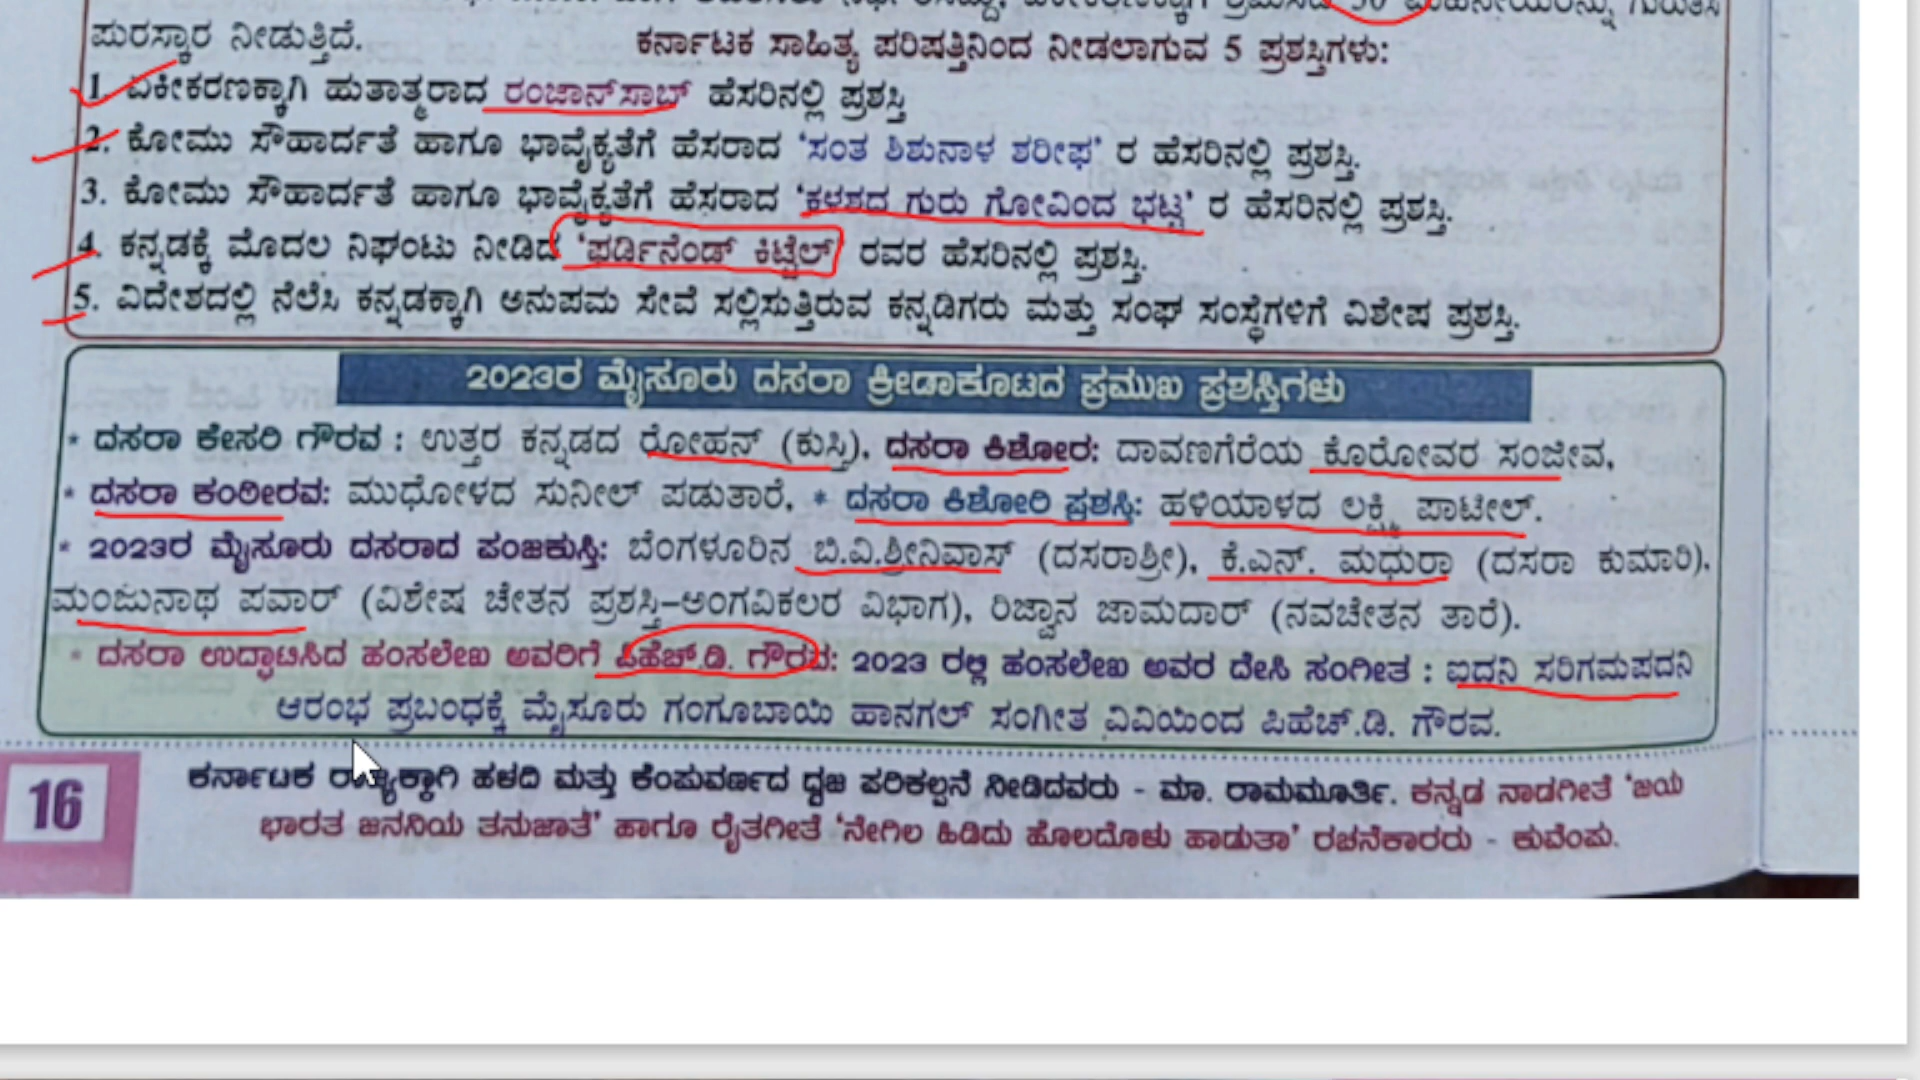 ಪುರಸ್ಕಾರ ನೀಡುತ್ತಿದೆ. ಕರ್ನಾಟಕ ಸಾಹಿತ್ಯ ಪರಿಷತ್ತಿನಿಂದ ನೀಡಲಾಗುವ 5 ಪ್ರಶಸ್ತಿಗಳು:
1. ಏಕೀಕರಣಕ್ಕಾಗಿ ಹುತಾತ್ಮರಾದ ರಂಜಾನ್‌ಸಾಬ್ ಹೆಸರಿನಲ್ಲಿ ಪ್ರಶಸ್ತಿ
2. ಕೋಮು ಸೌಹಾರ್ದತೆ ಹಾಗೂ ಭಾವೈಕ್ಯತೆಗೆ ಹೆಸರಾದ 'ಸಂತ ಶಿಶುನಾಳ ಶರೀಫ' ರ ಹೆಸರಿನಲ್ಲಿ ಪ್ರಶಸ್ತಿ.
3. ಕೋಮು ಸೌಹಾರ್ದತೆ ಹಾಗೂ ಭಾವೈಕ್ಯತೆಗೆ ಹೆಸರಾದ 'ಕಳಶದ ಗುರು ಗೋವಿಂದ ಭಟ್ಟ' ರ ಹೆಸರಿನಲ್ಲಿ ಪ್ರಶಸ್ತಿ.
4. ಕನ್ನಡಕ್ಕೆ ಮೊದಲ ನಿಘಂಟು ನೀಡಿದ 'ಫರ್ಡಿನೆಂಡ್ ಕಿಟ್ಟೆಲ್' ರವರ ಹೆಸರಿನಲ್ಲಿ ಪ್ರಶಸ್ತಿ.
5. ವಿದೇಶದಲ್ಲಿ ನೆಲೆಸಿ ಕನ್ನಡಕ್ಕಾಗಿ ಅನುಪಮ ಸೇವೆ ಸಲ್ಲಿಸುತ್ತಿರುವ ಕನ್ನಡಿಗರು ಮತ್ತು ಸಂಘ ಸಂಸ್ಥೆಗಳಿಗೆ ವಿಶೇಷ ಪ್ರಶಸ್ತಿ.
2023ರ ಮೈಸೂರು ದಸರಾ ಕ್ರೀಡಾಕೂಟದ ಪ್ರಮುಖ ಪ್ರಶಸ್ತಿಗಳು
* ದಸರಾ ಕೇಸರಿ ಗೌರವ : ಉತ್ತರ ಕನ್ನಡದ ರೋಹನ್ (ಕುಸ್ತಿ), ದಸರಾ ಕಿಶೋರ: ದಾವಣಗೆರೆಯ ಕೊರೋವರ ಸಂಜೀವ,
* ದಸರಾ ಕಂಠೀರವ: ಮುಧೋಳದ ಸುನೀಲ್ ಪಡುತಾರೆ, * ದಸರಾ ಕಿಶೋರಿ ಪ್ರಶಸ್ತಿ: ಹಳಿಯಾಳದ ಲಕ್ಷ್ಮಿ ಪಾಟೀಲ್.
* 2023ರ ಮೈಸೂರು ದಸರಾದ ಪಂಜಕುಸ್ತಿ: ಬೆಂಗಳೂರಿನ ಬಿ.ವಿ.ಶ್ರೀನಿವಾಸ್ (ದಸರಾಶ್ರೀ), ಕೆ.ಎನ್. ಮಧುರಾ (ದಸರಾ ಕುಮಾರಿ).
ಮಂಜುನಾಥ ಪವಾರ್ (ವಿಶೇಷ ಚೇತನ ಪ್ರಶಸ್ತಿ-ಅಂಗವಿಕಲರ ವಿಭಾಗ), ರಿಜ್ವಾನ ಜಾಮದಾರ್ (ನವಚೇತನ ತಾರೆ).
* ದಸರಾ ಉದ್ಘಾಟಿಸಿದ ಹಂಸಲೇಖ ಅವರಿಗೆ ಪಿಹೆಚ್.ಡಿ. ಗೌರವ: 2023 ರಲ್ಲಿ ಹಂಸಲೇಖ ಅವರ ದೇಸಿ ಸಂಗೀತ : ಐದನಿ ಸರಿಗಮಪದನಿ
ಆರಂಭ ಪ್ರಬಂಧಕ್ಕೆ ಮೈಸೂರು ಗಂಗೂಬಾಯಿ ಹಾನಗಲ್ ಸಂಗೀತ ವಿವಿಯಿಂದ ಪಿಹೆಚ್.ಡಿ. ಗೌರವ.
16
ಕರ್ನಾಟಕ ರಾಜ್ಯಕ್ಕಾಗಿ ಹಳದಿ ಮತ್ತು ಕೆಂಪುವರ್ಣದ ಧ್ವಜ ಪರಿಕಲ್ಪನೆ ನೀಡಿದವರು - ಮಾ. ರಾಮಮೂರ್ತಿ. ಕನ್ನಡ ನಾಡಗೀತೆ 'ಜಯ
ಭಾರತ ಜನನಿಯ ತನುಜಾತೆ' ಹಾಗೂ ರೈತಗೀತೆ 'ನೇಗಿಲ ಹಿಡಿದು ಹೊಲದೊಳು ಹಾಡುತಾ' ರಚನೆಕಾರರು - ಕುವೆಂಪು.